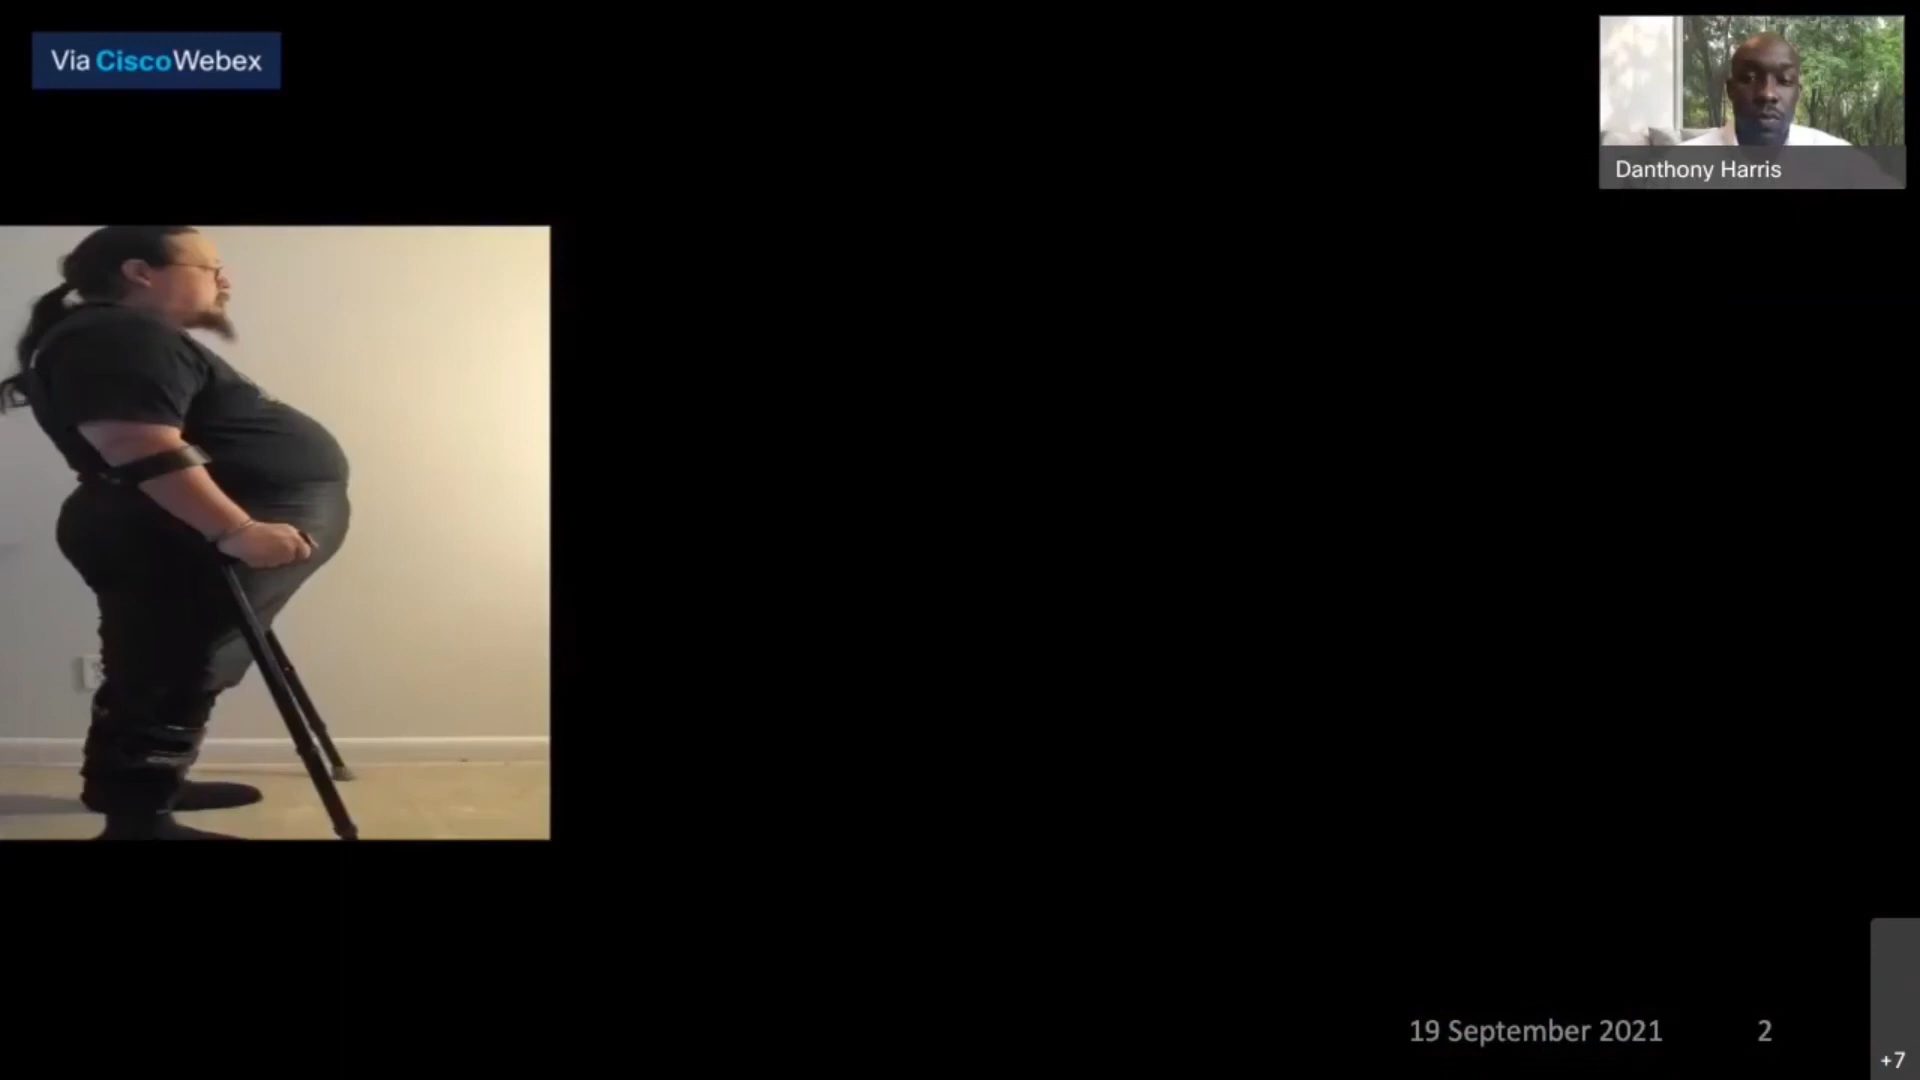 Via CiscoWebex
Danthony Harris
19 September 2021
2
+7